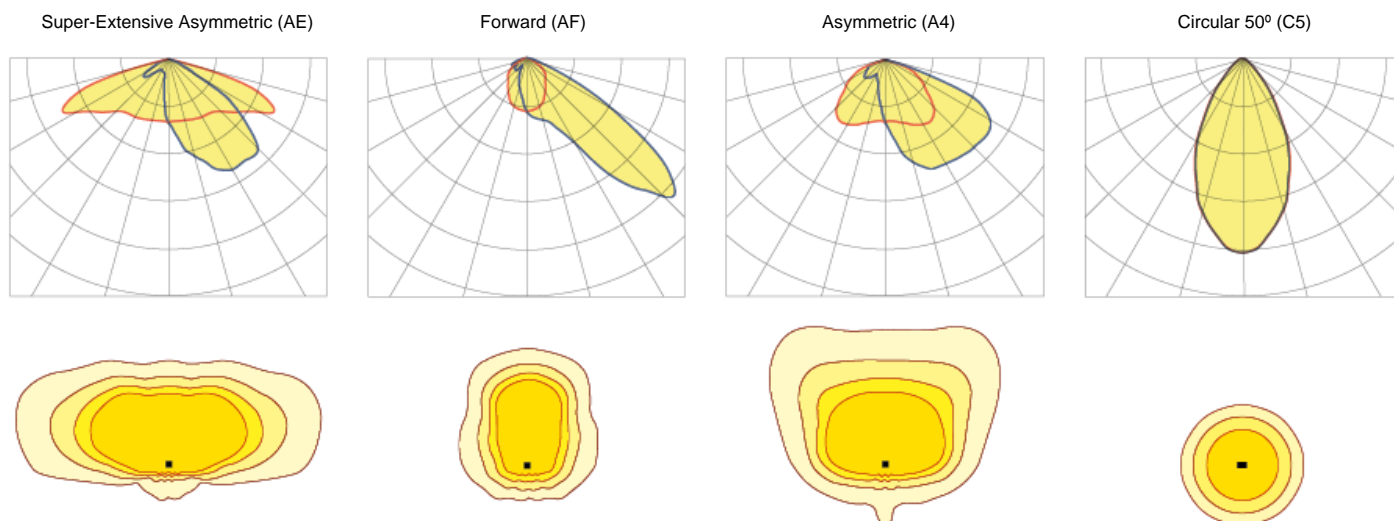 Super-Extensive Asymmetric (AE)
Forward (AF)
Asymmetric (A4)
Circular 50º (C5)